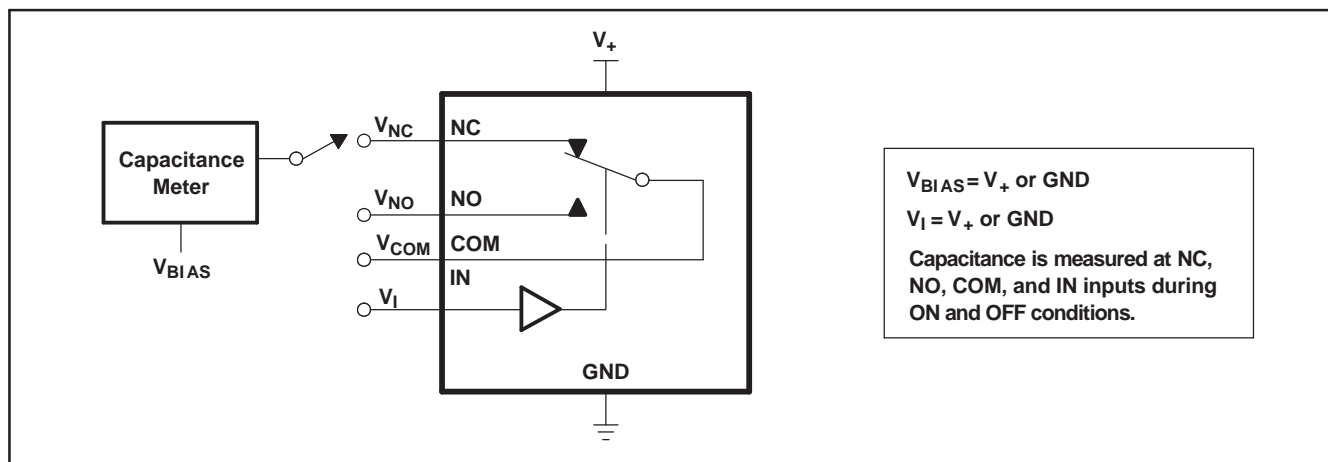 V+
Capacitance
Meter
VBIAS
VNC
NC
VNO
NO
VCOM
COM
IN
VI
GND
VBIAS = V+ or GND
VI = V+ or GND
Capacitance is measured at NC,
NO, COM, and IN inputs during
ON and OFF conditions.